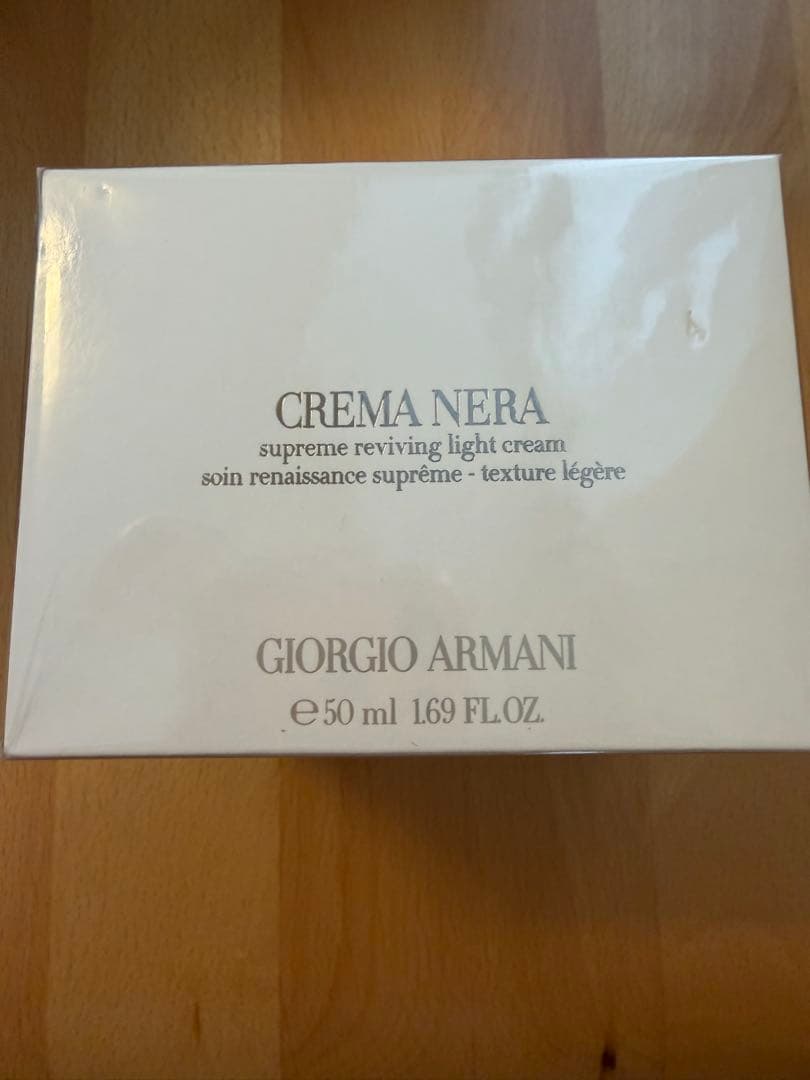 CREMA NERA
supreme reviving light cream
soin renaissance suprême - texture légère
GIORGIO ARMANI
℮50 ml 1.69 FL.OZ.